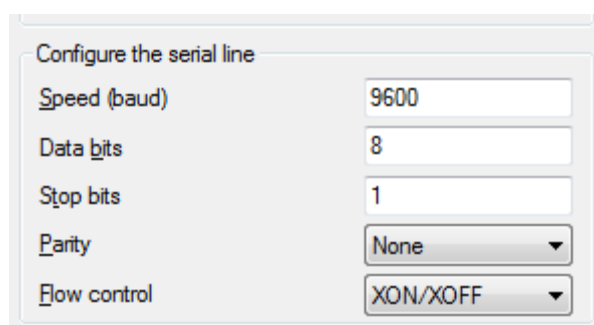 Configure the serial line
Speed (baud) 9600
Data bits 8
Stop bits 1
Parity None
Flow control XON/XOFF